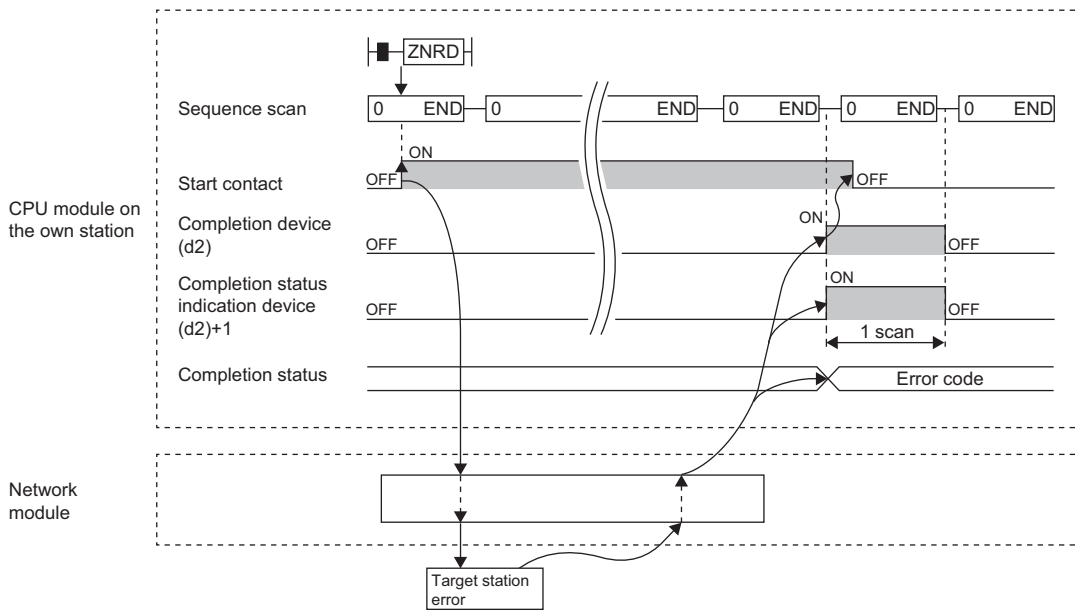 ZNRD
Sequence scan
0 END 0 END 0 END 0 END 0 END
ON
Start contact
OFF
OFF
CPU module on
the own station
Completion device
(d2)
ON
OFF
OFF
Completion status
indication device
(d2)+1
ON
OFF
OFF
1 scan
Completion status
Error code
Network
module
Target station
error